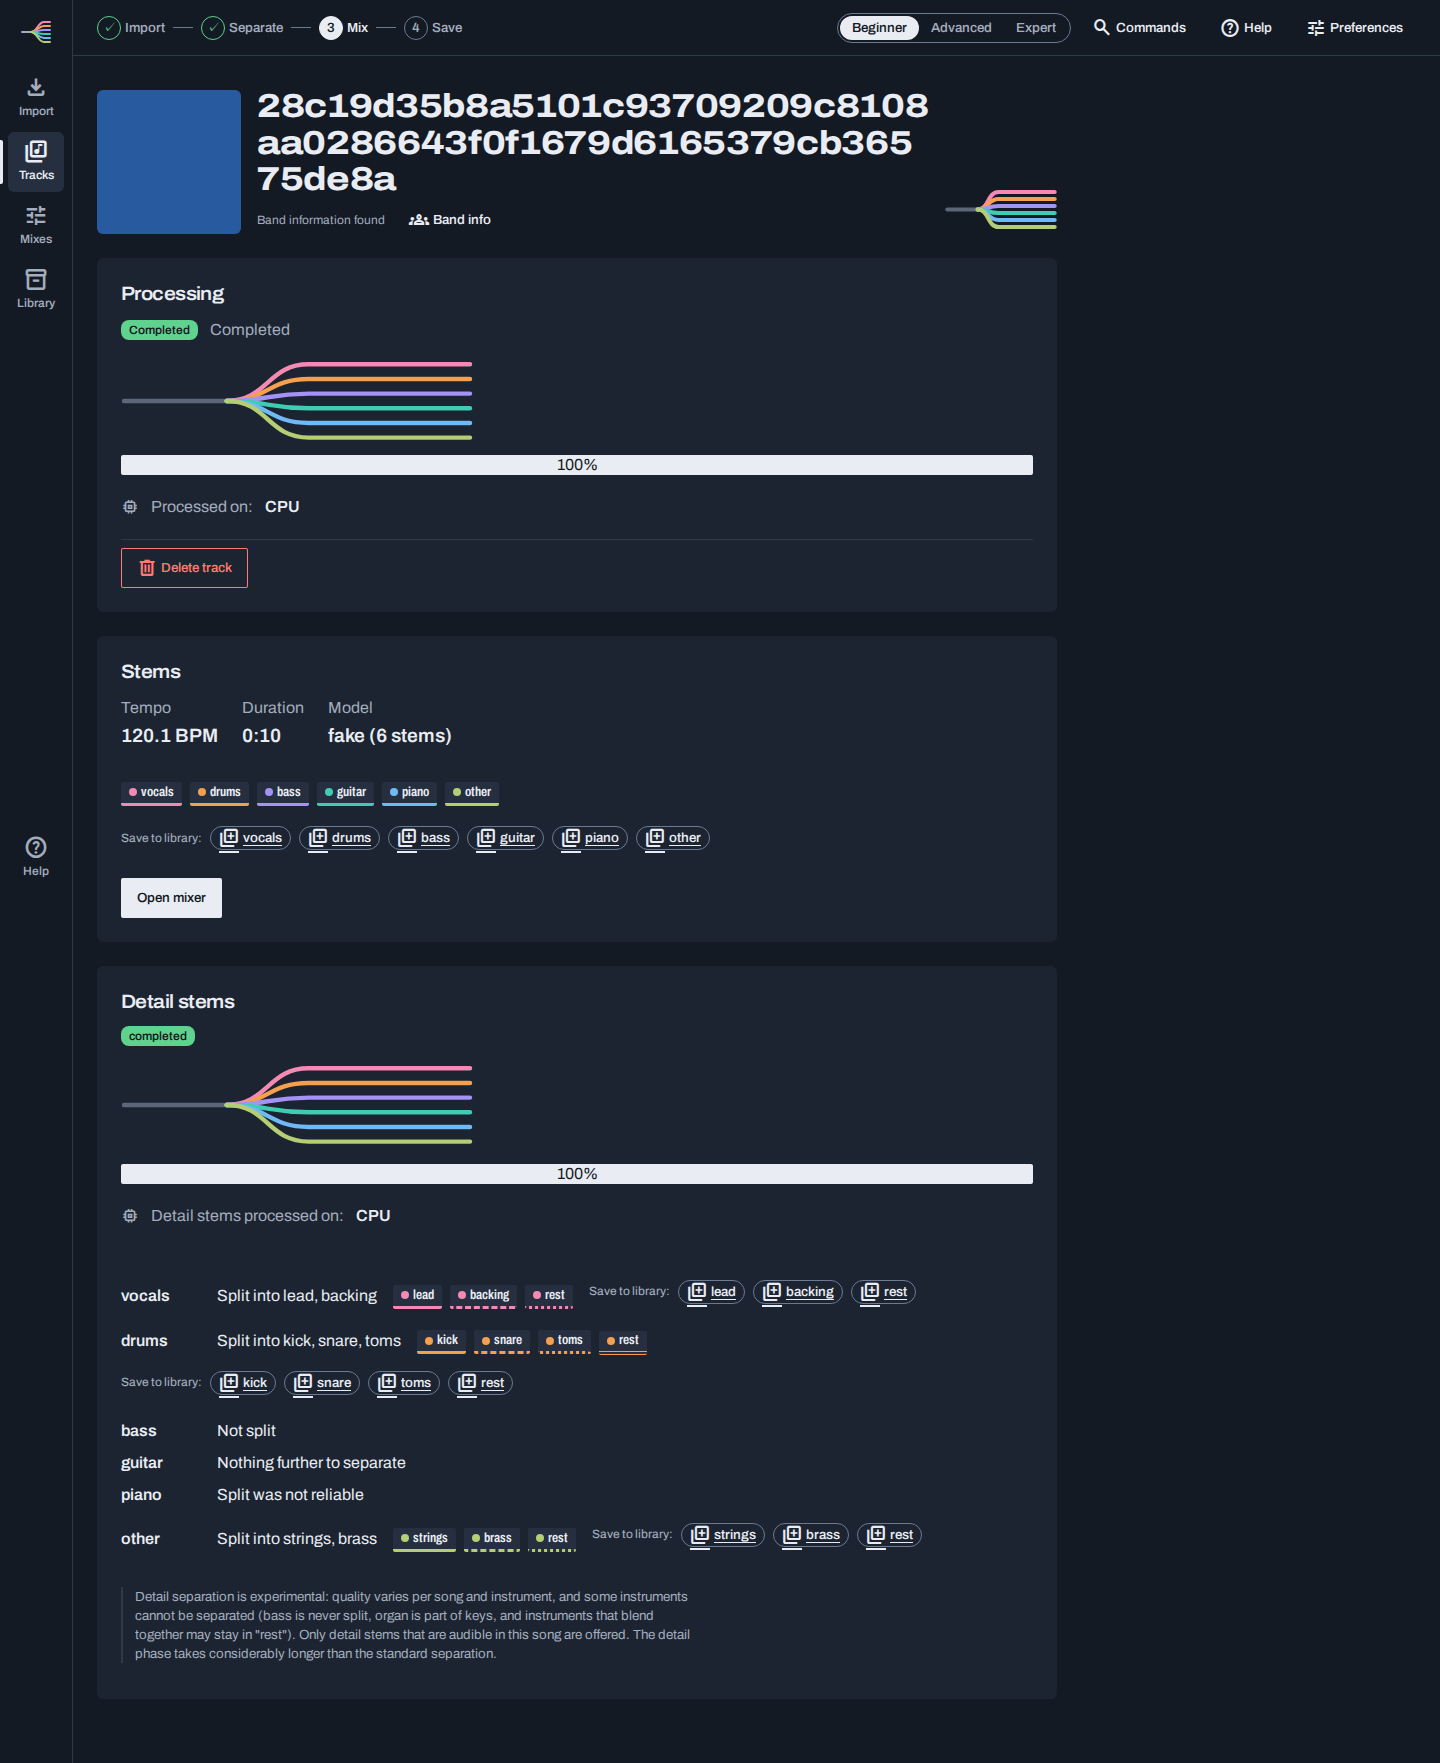 Import
Separate
3 Mix
4 Save
Beginner
Advanced
Expert
Commands
Help
Preferences
Import
Tracks
Mixes
Library
Help
28c19d35b8a5101c93709209c8108
aa0286643f0f1679d6165379cb365
75de8a
Band information found
Band info
Processing
Completed Completed
100%
Processed on: CPU
Delete track
Stems
Tempo Duration Model
120.1 BPM 0:10 fake (6 stems)
vocals drums bass guitar piano other
Save to library: vocals drums bass guitar piano other
Open mixer
Detail stems
completed
100%
Detail stems processed on: CPU
vocals Split into lead, backing lead backing rest Save to library: lead backing rest
drums Split into kick, snare, toms kick snare toms rest
Save to library: kick snare toms rest
bass Not split
guitar Nothing further to separate
piano Split was not reliable
other Split into strings, brass strings brass rest Save to library: strings brass rest
Detail separation is experimental: quality varies per song and instrument, and some instruments
cannot be separated (bass is never split, organ is part of keys, and instruments that blend
together may stay in "rest"). Only detail stems that are audible in this song are offered. The detail
phase takes considerably longer than the standard separation.